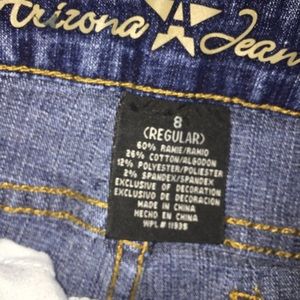 Arizona Jean
8
(REGULAR)
60% RAMIE/RAMIO
26% COTTON/ALGODON
12% POLYESTER/POLIESTER
2% SPANDEX/SPANDEX
EXCLUSIVE OF DECORATION
EXCLUSIVO DE DECORACION
MADE IN CHINA
HECHO EN CHINA
WPL # 11935